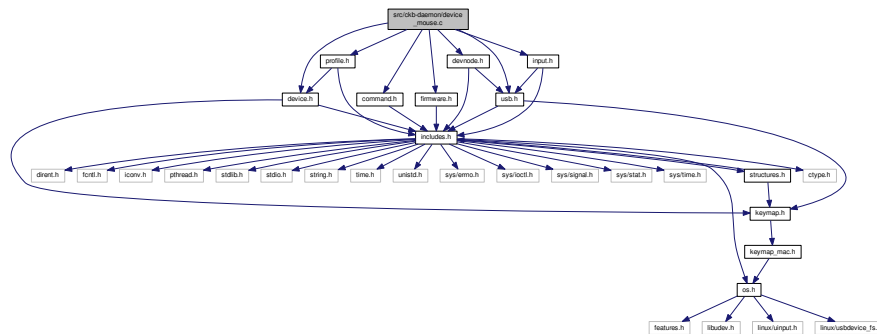 src/ckb-daemon/device
_mouse.c
profile.h
devnode.h
input.h
device.h
command.h
firmware.h
usb.h
includes.h
dirent.h
fcntl.h
iconv.h
pthread.h
stdlib.h
stdio.h
string.h
time.h
unistd.h
sys/errno.h
sys/ioctl.h
sys/signal.h
sys/stat.h
sys/time.h
structures.h
ctype.h
keymap.h
keymap_mac.h
os.h
features.h
libudev.h
linux/uinput.h
linux/usbdevice_fs.